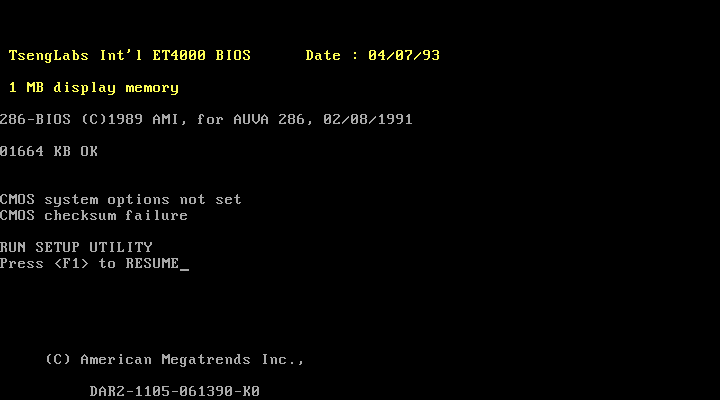 TsengLabs Int'l ET4000 BIOS      Date : 04/07/93
1 MB display memory
286-BIOS (C)1989 AMI, for AUVA 286, 02/08/1991
01664 KB OK
CMOS system options not set
CMOS checksum failure
RUN SETUP UTILITY
Press <F1> to RESUME_
(C) American Megatrends Inc.,
DAR2-1105-061390-K0